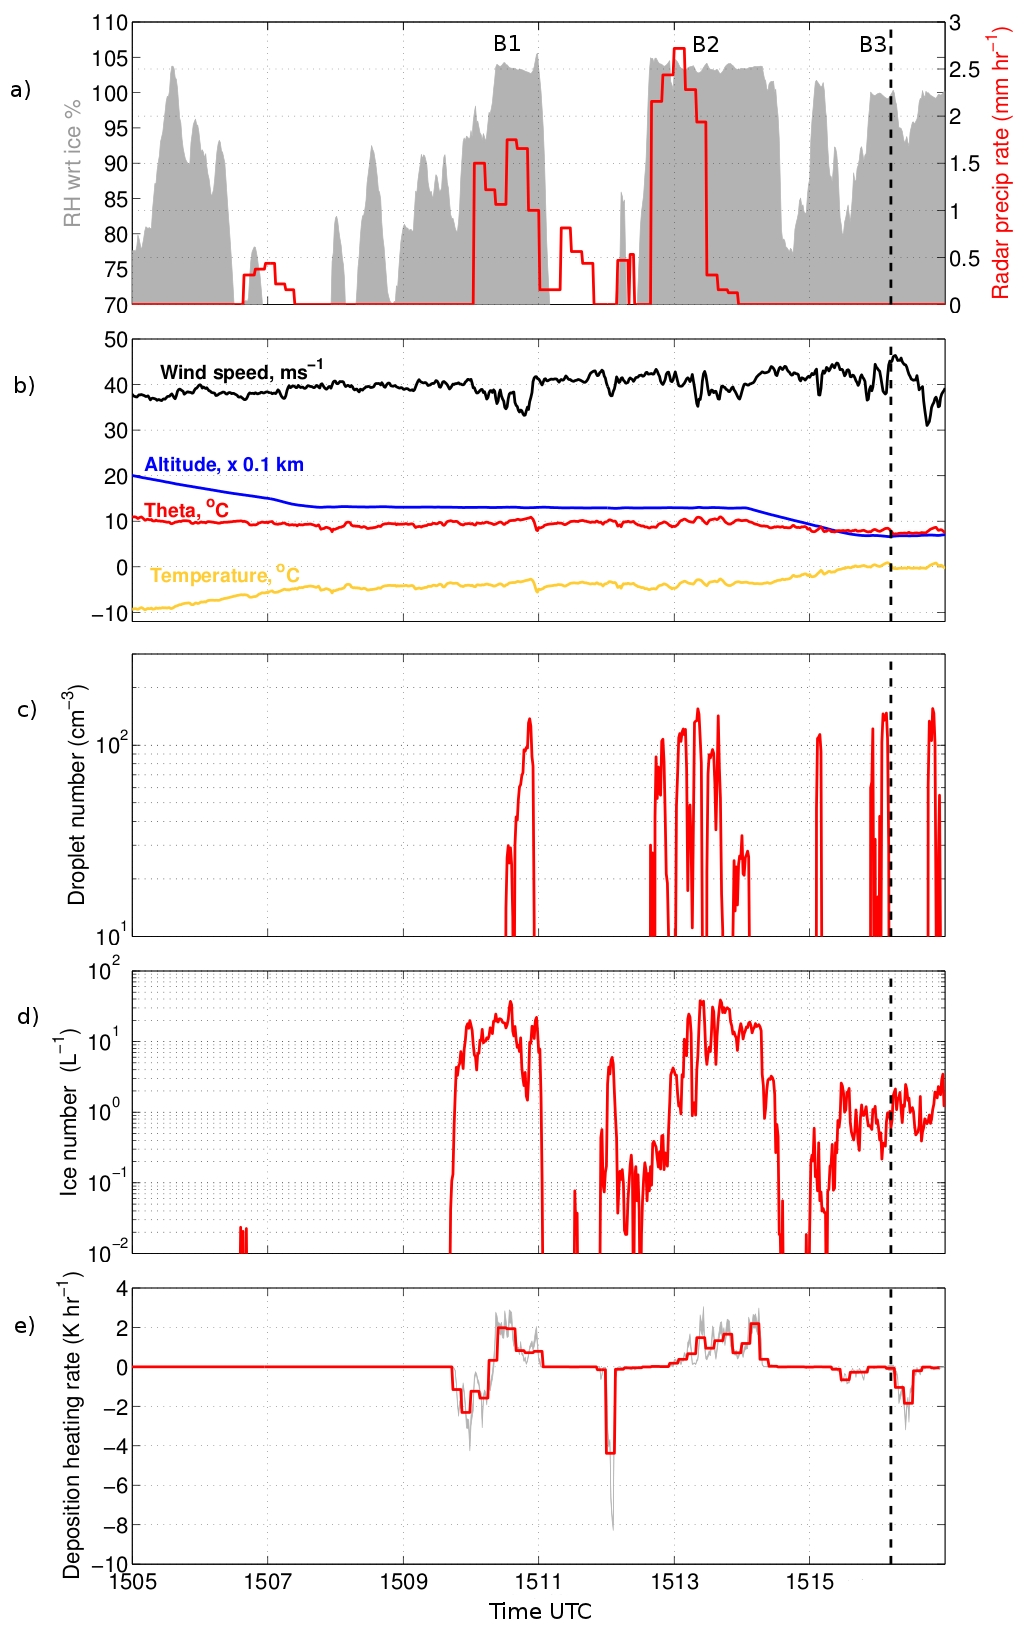 a)
RH wrt ice %
110
105
100
95
90
85
80
75
70
B1
B2
B3
3
2.5
2
1.5
1
0.5
0
Radar precip rate (mm hr⁻¹)
b)
50
40
30
20
10
0
−10
Wind speed, ms⁻¹
Altitude, x 0.1 km
Theta, °C
Temperature, °C
c)
Droplet number (cm⁻³)
10²
10¹
d)
Ice number (L⁻¹)
10²
10¹
10⁰
10⁻¹
10⁻²
e)
Deposition heating rate (K hr⁻¹)
4
2
0
−2
−4
−6
−8
−10
1505
1507
1509
1511
1513
1515
Time UTC